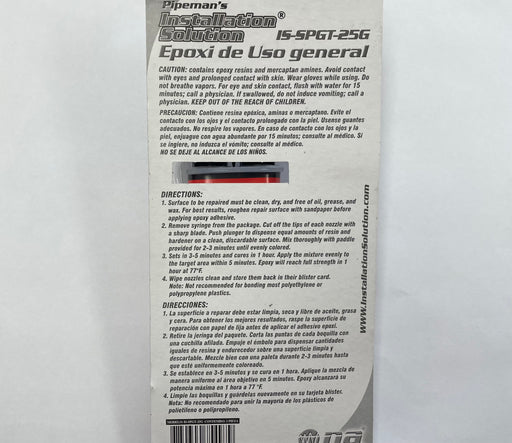 Pipeman's
Installation®
Solution
IS-SPGT-25G
Epoxi de Uso general
CAUTION: contains epoxy resins and mercaptan amines. Avoid contact
with eyes and prolonged contact with skin. Wear gloves while using. Do
not breathe vapors. For eye and skin contact, flush with water for 15
minutes; call a physician. If swallowed, do not induce vomiting; call a
physician. KEEP OUT OF THE REACH OF CHILDREN.
PRECAUCION: Contiene resina epóxica, aminas o mercaptano. Evite el
contacto con los ojos y el contacto prolongado con la piel. Usense guantes
adecuados. No respire los vapores. En caso de contacto con los ojos y la
piel, enjuague con agua abundante por 15 minutos; consulte al médico. Si
se ingiere, no induzca el vómito; consulte al médico.
NO SE DEJE AL ALCANCE DE LOS NIÑOS.
DIRECTIONS:
1. Surface to be repaired must be clean, dry, and free of oil, grease, and
wax. For best results, roughen repair surface with sandpaper before
applying epoxy adhesive.
2. Remove syringe from the package. Cut off the tips of each nozzle with
a sharp blade. Push plunger to dispense equal amounts of resin and
hardener on a clean, discardable surface. Mix thoroughly with paddle
provided for 2-3 minutes until evenly colored.
3. Sets in 3-5 minutes and cures in 1 hour. Apply the mixture evenly to
the target area within 5 minutes. Epoxy will reach full strength in 1
hour at 77°F.
4. Wipe nozzles clean and store them back in their blister card.
Note: Not recommended for bonding most polyethylene or
polypropylene plastics.
www.InstallationSolution.com
DIRECCIONES:
1. La superficie a reparar debe estar limpia, seca y libre de aceite, grasa
y cera. Para obtener los mejores resultados, raspe la superficie de
reparación con papel de lija antes de aplicar el adhesivo epoxi.
2. Retire la jeringa del paquete. Corta las puntas de cada boquilla con
una cuchilla afilada. Empuje el émbolo para dispensar cantidades
iguales de resina y endurecedor sobre una superficie limpia y
descartable. Mezcle bien con una paleta durante 2-3 minutos hasta
que esté uniformemente coloreado.
3. Se establece en 3-5 minutos y se cura en 1 hora. Aplique la mezcla de
manera uniforme al área objetivo en 5 minutos. Epoxy alcanzará su
potencia máxima en 1 hora a 77 °F.
4. Limpie las boquillas y guárdelas nuevamente en su tarjeta blíster.
Nota: No recomendado para unir la mayoría de los plásticos de
polietileno o polipropileno.